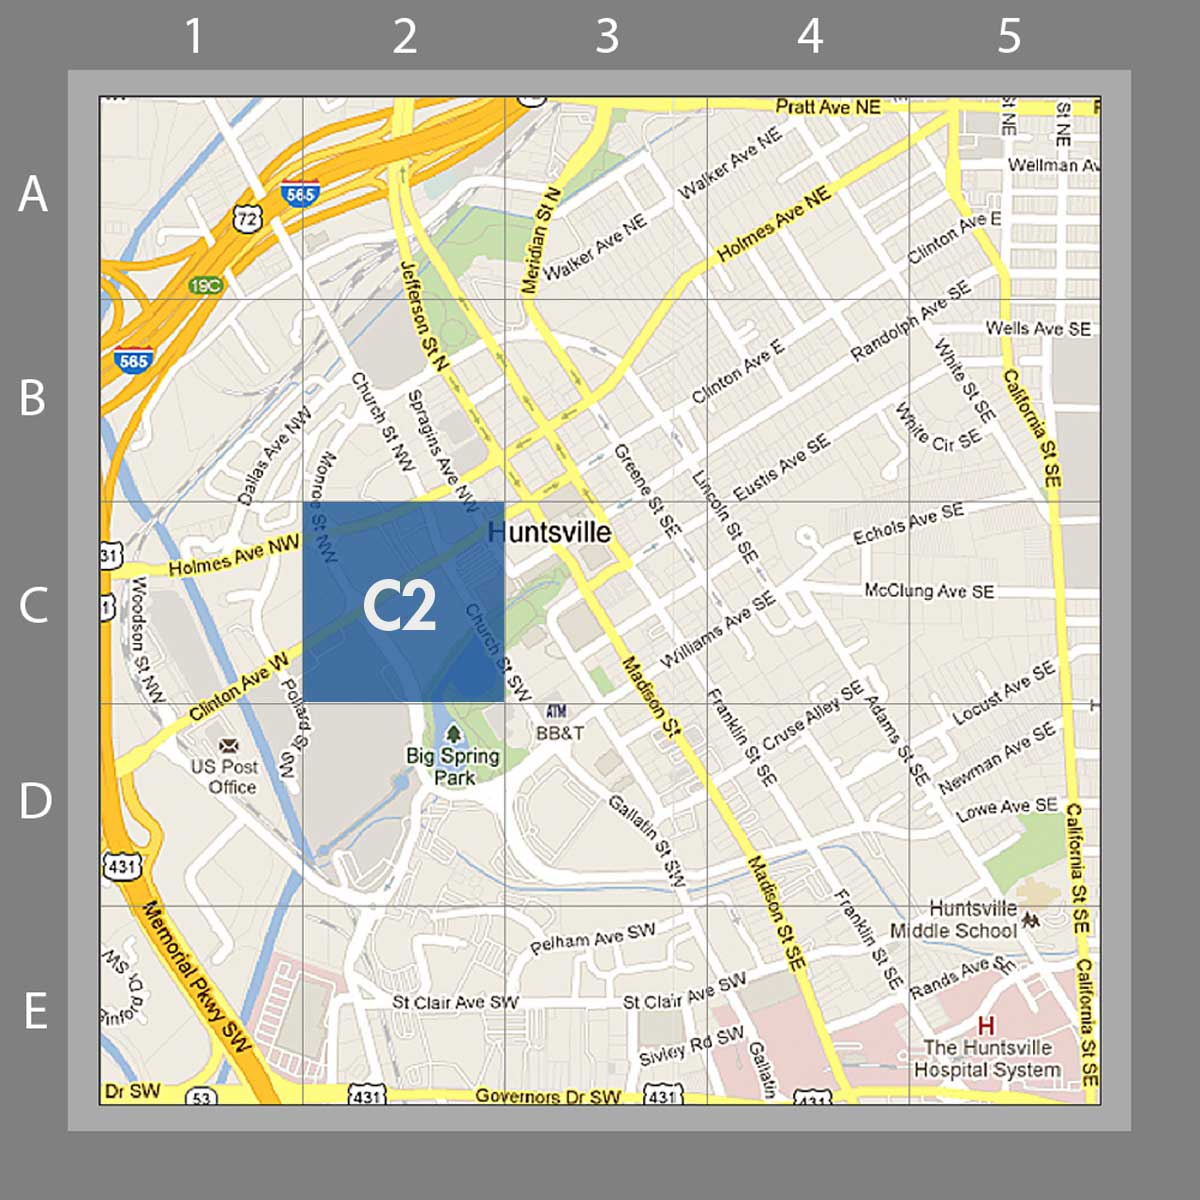 1 2 3 4 5
A
B
C
D
E
Pratt Ave NE
St NE
St NE
Wellman Av
Walker Ave NE
565
72
Meridian St N
Walker Ave NE
Holmes Ave NE
Clinton Ave E
19C
Jefferson St N
Randolph Ave SE
Wells Ave SE
565
Clinton Ave E
White St SE
California St SE
Church St NW
Spragins Ave NW
Dallas Ave NW
White Cir SE
Monroe St NW
Greene St SE
Lincoln St SE
Eustis Ave SE
Echols Ave SE
Huntsville
31
Holmes Ave NW
C2
1
Woodson St NW
McClung Ave SE
Church St SW
Williams Ave SE
Clinton Ave W
Pollard St SW
Madison St
Franklin St SE
Cruse Alley SE
Adams St SE
Locust Ave SE
ATM
BB&T
US Post
Office
Big Spring
Park
Newman Ave SE
Gallatin St SW
Lowe Ave SE
California St SE
431
Madison St SE
Franklin St SE
Huntsville
Middle School
Memorial Pkwy SW
Pelham Ave SW
St Clair Ave SW
St Clair Ave SW
Rands Ave S
California St SE
Dr SW
H
The Huntsville
Hospital System
Sivley Rd SW
Gallatin
Dr SW
53
431
Governors Dr SW
431
431